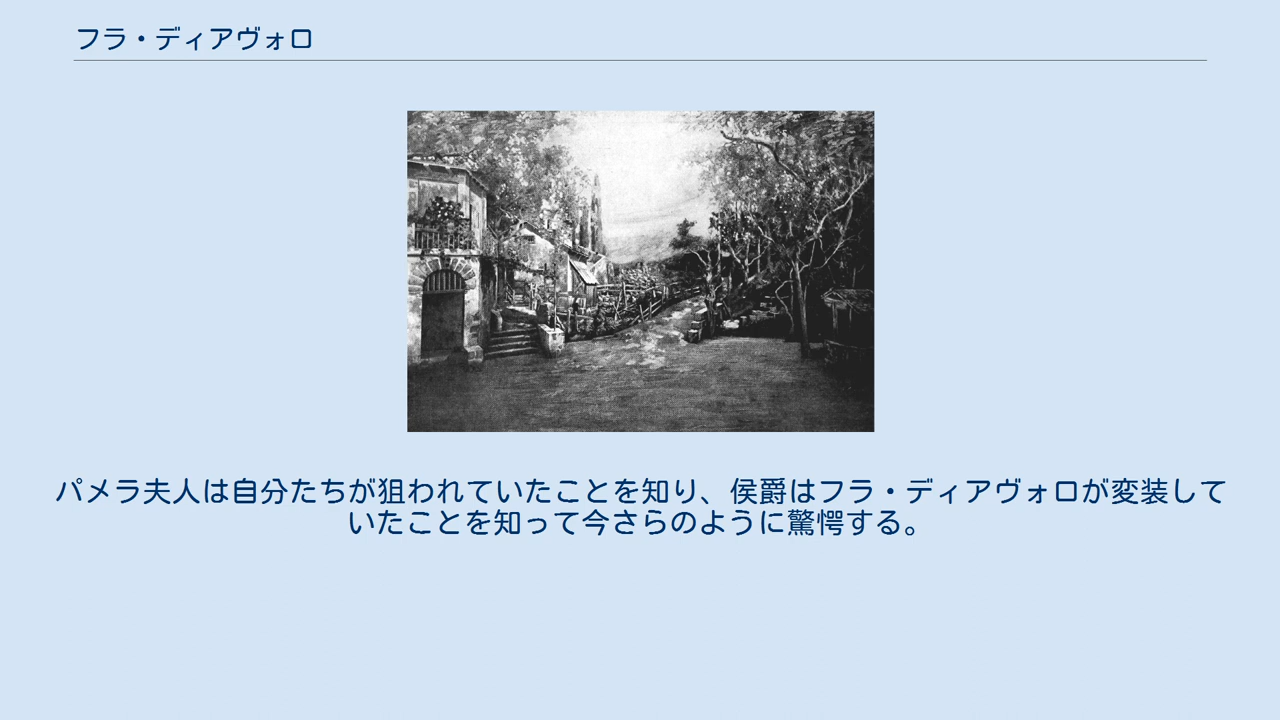 フラ・ディアヴォロ
パメラ夫人は自分たちが狙われていたことを知り、侯爵はフラ・ディアヴォロが変装して
いたことを知って今さらのように驚愕する。